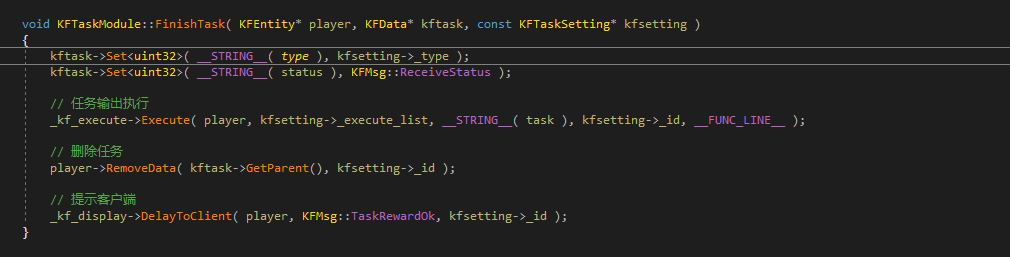 void KFTaskModule::FinishTask( KFEntity* player, KFData* kftask, const KFTaskSetting* kfsetting )
{
kftask->Set<uint32>( __STRING__( type ), kfsetting->_type );
kftask->Set<uint32>( __STRING__( status ), KFMsg::ReceiveStatus );
// 任务输出执行
_kf_execute->Execute( player, kfsetting->_execute_list, __STRING__( task ), kfsetting->_id, __FUNC_LINE__ );
// 删除任务
player->RemoveData( kftask->GetParent(), kfsetting->_id );
// 提示客户端
_kf_display->DelayToClient( player, KFMsg::TaskRewardOk, kfsetting->_id );
}